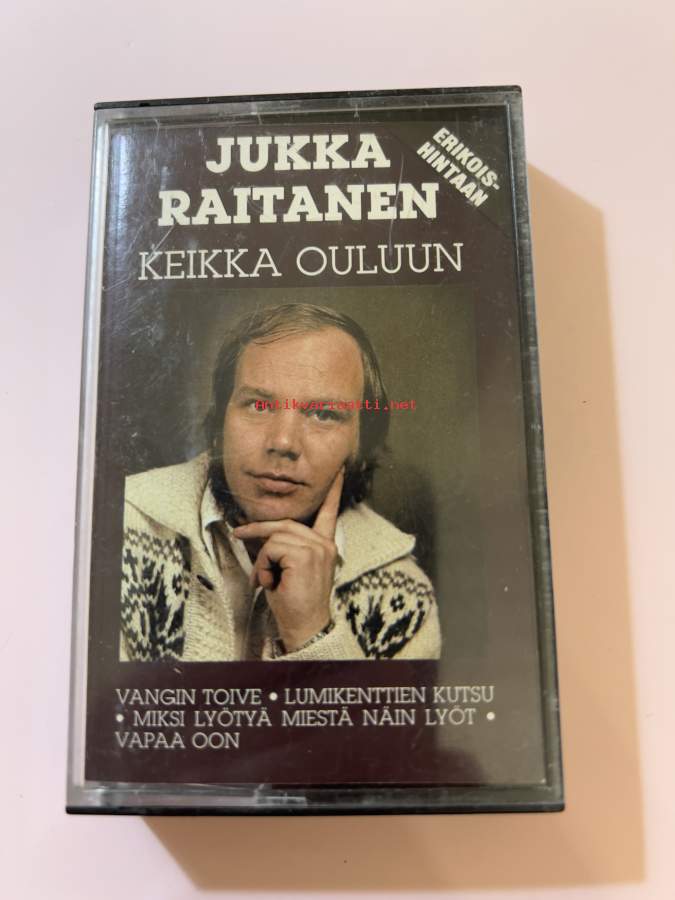 JUKKA
RAITANEN
ERIKOIS-
HINTAAN
KEIKKA OULUUN
antikvariaatti.net
VANGIN TOIVE • LUMIKENTTIEN KUTSU
• MIKSI LYÖTYÄ MIESTÄ NÄIN LYÖT •
VAPAA OON